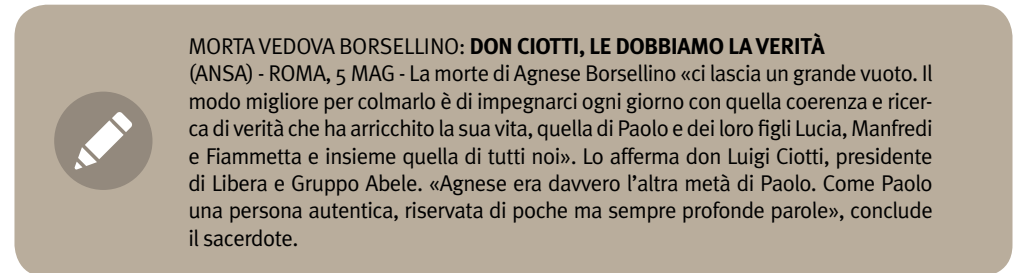 MORTA VEDOVA BORSELLINO: DON CIOTTI, LE DOBBIAMO LA VERITÀ
(ANSA) - ROMA, 5 MAG - La morte di Agnese Borsellino «ci lascia un grande vuoto. Il
modo migliore per colmarlo è di impegnarci ogni giorno con quella coerenza e ricer-
ca di verità che ha arricchito la sua vita, quella di Paolo e dei loro figli Lucia, Manfredi
e Fiammetta e insieme quella di tutti noi». Lo afferma don Luigi Ciotti, presidente
di Libera e Gruppo Abele. «Agnese era davvero l'altra metà di Paolo. Come Paolo
una persona autentica, riservata di poche ma sempre profonde parole», conclude
il sacerdote.